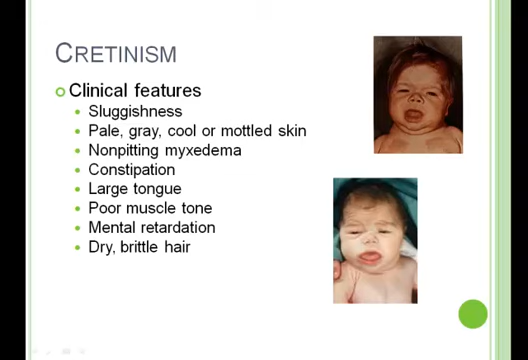 CRETINISM
Clinical features
Sluggishness
Pale, gray, cool or mottled skin
Nonpitting myxedema
Constipation
Large tongue
Poor muscle tone
Mental retardation
Dry, brittle hair